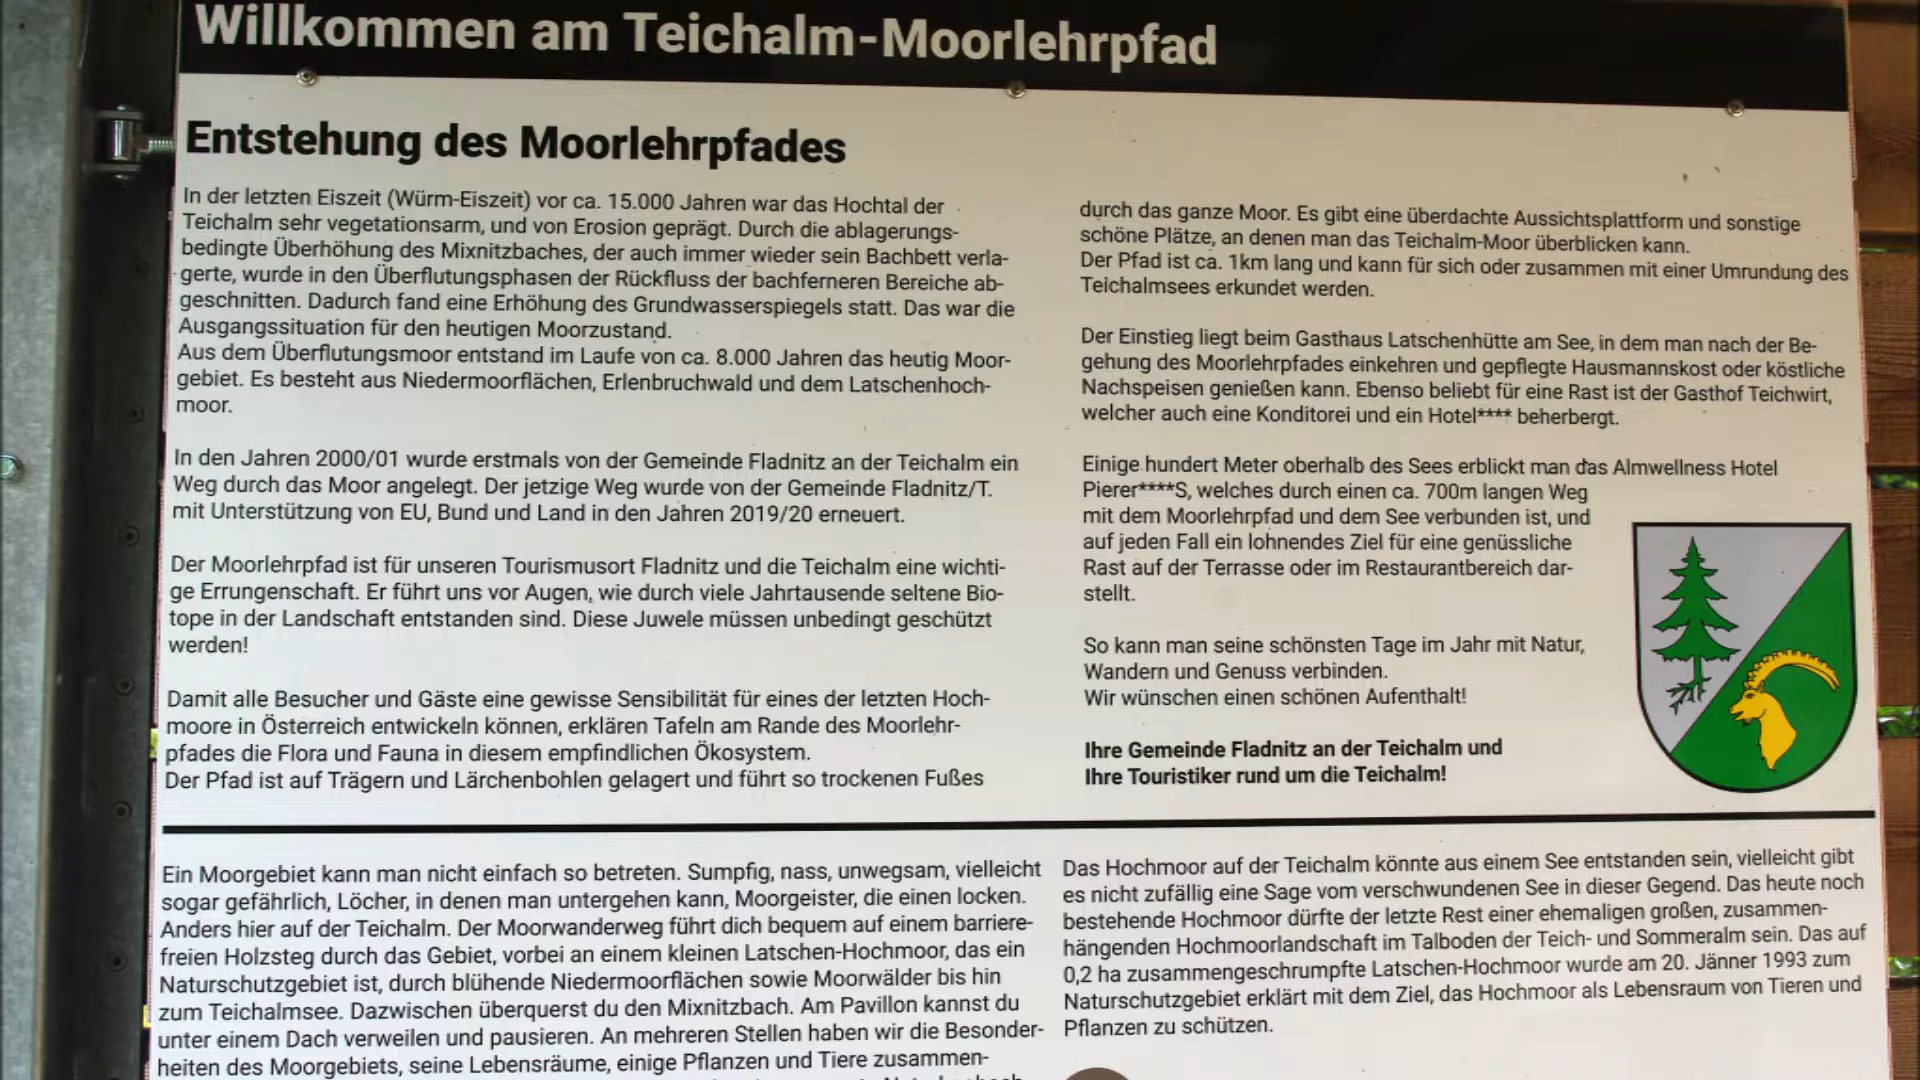 Willkommen am Teichalm-Moorlehrpfad
Entstehung des Moorlehrpfades
In der letzten Eiszeit (Würm-Eiszeit) vor ca. 15.000 Jahren war das Hochtal der
Teichalm sehr vegetationsarm, und von Erosion geprägt. Durch die ablagerungs-
bedingte Überhöhung des Mixnitzbaches, der auch immer wieder sein Bachbett verla-
gerte, wurde in den Überflutungsphasen der Rückfluss der bachferneren Bereiche ab-
geschnitten. Dadurch fand eine Erhöhung des Grundwasserspiegels statt. Das war die
Ausgangssituation für den heutigen Moorzustand.
Aus dem Überflutungsmoor entstand im Laufe von ca. 8.000 Jahren das heutig Moor-
gebiet. Es besteht aus Niedermoorflächen, Erlenbruchwald und dem Latschenhoch-
moor.
In den Jahren 2000/01 wurde erstmals von der Gemeinde Fladnitz an der Teichalm ein
Weg durch das Moor angelegt. Der jetzige Weg wurde von der Gemeinde Fladnitz/T.
mit Unterstützung von EU, Bund und Land in den Jahren 2019/20 erneuert.
Der Moorlehrpfad ist für unseren Tourismusort Fladnitz und die Teichalm eine wichti-
ge Errungenschaft. Er führt uns vor Augen, wie durch viele Jahrtausende seltene Bio-
tope in der Landschaft entstanden sind. Diese Juwele müssen unbedingt geschützt
werden!
Damit alle Besucher und Gäste eine gewisse Sensibilität für eines der letzten Hoch-
moore in Österreich entwickeln können, erklären Tafeln am Rande des Moorlehr-
pfades die Flora und Fauna in diesem empfindlichen Ökosystem.
Der Pfad ist auf Trägern und Lärchenbohlen gelagert und führt so trockenen Fußes
durch das ganze Moor. Es gibt eine überdachte Aussichtsplattform und sonstige
schöne Plätze, an denen man das Teichalm-Moor überblicken kann.
Der Pfad ist ca. 1km lang und kann für sich oder zusammen mit einer Umrundung des
Teichalmsees erkundet werden.
Der Einstieg liegt beim Gasthaus Latschenhütte am See, in dem man nach der Be-
gehung des Moorlehrpfades einkehren und gepflegte Hausmannskost oder köstliche
Nachspeisen genießen kann. Ebenso beliebt für eine Rast ist der Gasthof Teichwirt,
welcher auch eine Konditorei und ein Hotel**** beherbergt.
Einige hundert Meter oberhalb des Sees erblickt man das Almwellness Hotel
Pierer****S, welches durch einen ca. 700m langen Weg
mit dem Moorlehrpfad und dem See verbunden ist, und
auf jeden Fall ein lohnendes Ziel für eine genüssliche
Rast auf der Terrasse oder im Restaurantbereich dar-
stellt.
So kann man seine schönsten Tage im Jahr mit Natur,
Wandern und Genuss verbinden.
Wir wünschen einen schönen Aufenthalt!
Ihre Gemeinde Fladnitz an der Teichalm und
Ihre Touristiker rund um die Teichalm!
Ein Moorgebiet kann man nicht einfach so betreten. Sumpfig, nass, unwegsam, vielleicht
sogar gefährlich, Löcher, in denen man untergehen kann, Moorgeister, die einen locken.
Anders hier auf der Teichalm. Der Moorwanderweg führt dich bequem auf einem barriere-
freien Holzsteg durch das Gebiet, vorbei an einem kleinen Latschen-Hochmoor, das ein
Naturschutzgebiet ist, durch blühende Niedermoorflächen sowie Moorwälder bis hin
zum Teichalmsee. Dazwischen überquerst du den Mixnitzbach. Am Pavillon kannst du
unter einem Dach verweilen und pausieren. An mehreren Stellen haben wir die Besonder-
heiten des Moorgebiets, seine Lebensräume, einige Pflanzen und Tiere zusammen-
Das Hochmoor auf der Teichalm könnte aus einem See entstanden sein, vielleicht gibt
es nicht zufällig eine Sage vom verschwundenen See in dieser Gegend. Das heute noch
bestehende Hochmoor dürfte der letzte Rest einer ehemaligen großen, zusammen-
hängenden Hochmoorlandschaft im Talboden der Teich- und Sommeralm sein. Das auf
0,2 ha zusammengeschrumpfte Latschen-Hochmoor wurde am 20. Jänner 1993 zum
Naturschutzgebiet erklärt mit dem Ziel, das Hochmoor als Lebensraum von Tieren und
Pflanzen zu schützen.